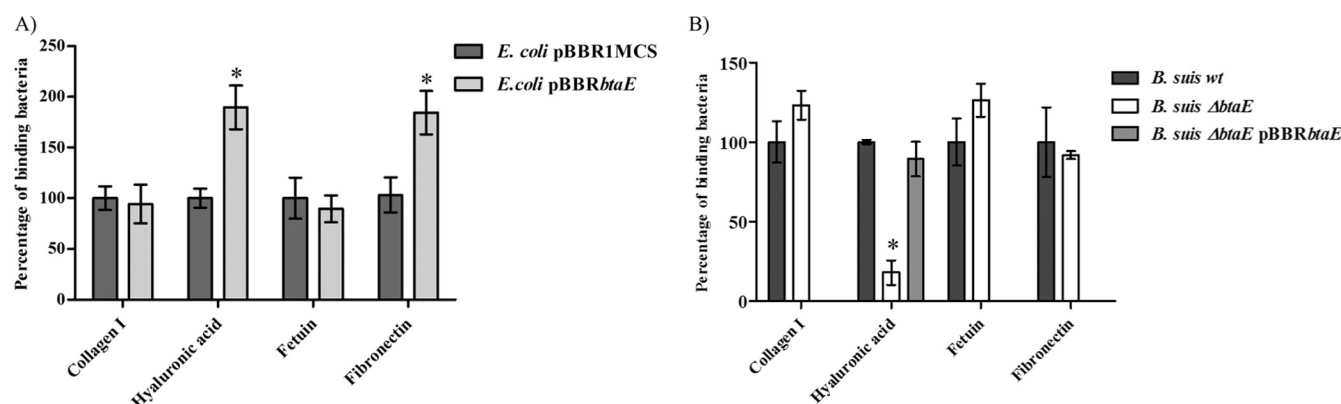 A)
Percentage of binding bacteria
250
200
150
100
50
0
Collagen I
Hyaluronic acid
Fetuin
Fibronectin
*
*
E. coli pBBR1MCS
E.coli pBBRbtaE
B)
Percentage of binding bacteria
150
100
50
0
Collagen I
Hyaluronic acid
Fetuin
Fibronectin
*
B. suis wt
B. suis ΔbtaE
B. suis ΔbtaE pBBRbtaE